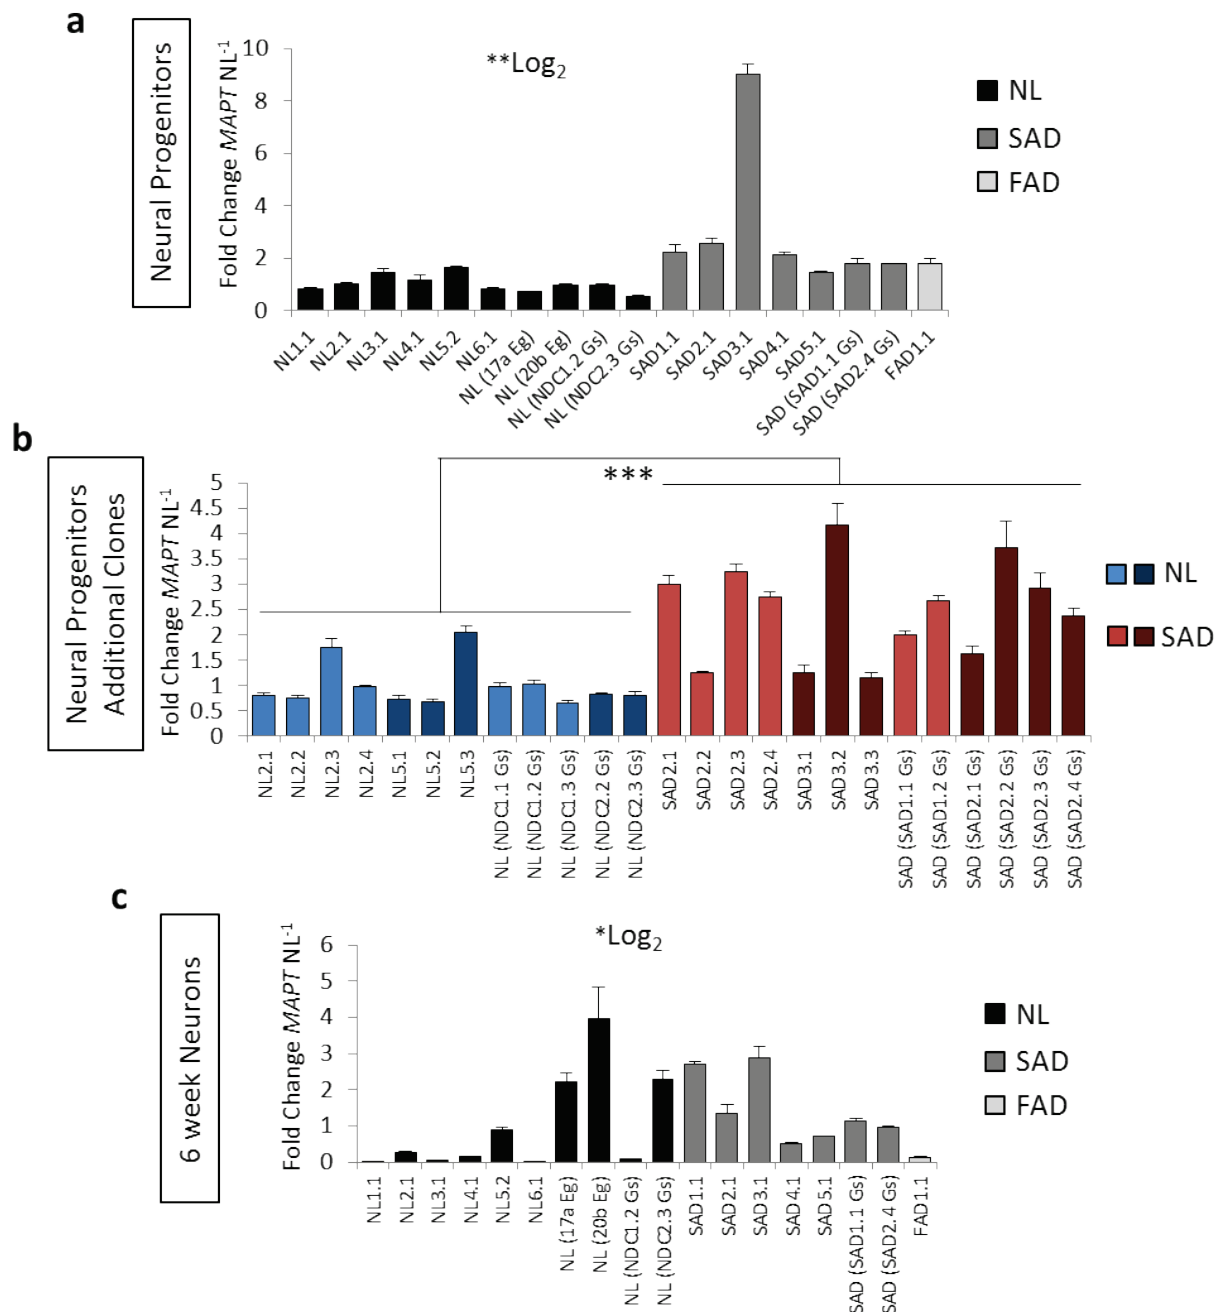 a
Neural Progenitors
Fold Change MAPT NL-1
10
8
6
4
2
0
**Log2
NL
SAD
FAD
NL1.1
NL2.1
NL3.1
NL4.1
NL5.2
NL6.1
NL (17a Eg)
NL (20b Eg)
NL (NDC1.2 Gs)
NL (NDC2.3 Gs)
SAD1.1
SAD2.1
SAD3.1
SAD4.1
SAD5.1
SAD (SAD1.1 Gs)
SAD (SAD2.4 Gs)
FAD1.1
b
Neural Progenitors
Additional Clones
Fold Change MAPT NL-1
5
4.5
4
3.5
3
2.5
2
1.5
1
0.5
0
***
NL
SAD
NL2.1
NL2.2
NL2.3
NL2.4
NL5.1
NL5.2
NL5.3
NL (NDC1.1 Gs)
NL (NDC1.2 Gs)
NL (NDC1.3 Gs)
NL (NDC2.2 Gs)
NL (NDC2.3 Gs)
SAD2.1
SAD2.2
SAD2.3
SAD2.4
SAD3.1
SAD3.2
SAD3.3
SAD (SAD1.1 Gs)
SAD (SAD1.2 Gs)
SAD (SAD2.1 Gs)
SAD (SAD2.2 Gs)
SAD (SAD2.3 Gs)
SAD (SAD2.4 Gs)
c
6 week Neurons
Fold Change MAPT NL-1
6
5
4
3
2
1
0
*Log2
NL
SAD
FAD
NL1.1
NL2.1
NL3.1
NL4.1
NL5.2
NL6.1
NL (17a Eg)
NL (20b Eg)
NL (NDC1.2 Gs)
NL (NDC2.3 Gs)
SAD1.1
SAD2.1
SAD3.1
SAD4.1
SAD5.1
SAD (SAD1.1 Gs)
SAD (SAD2.4 Gs)
FAD1.1